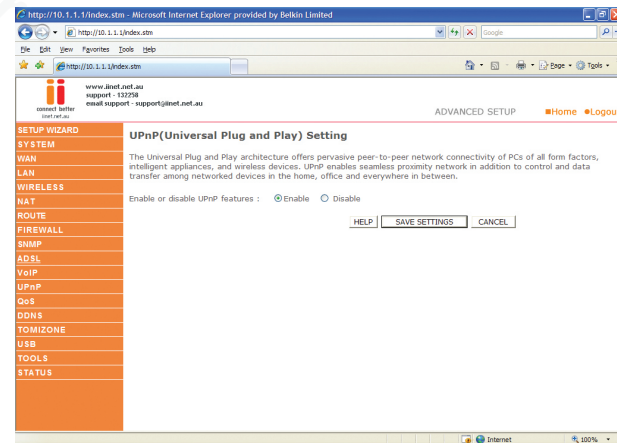 http://10.1.1.1/index.stm - Microsoft Internet Explorer provided by Belkin Limited
http://10.1.1.1/index.stm
Google
File Edit View Favorites Tools Help
http://10.1.1.1/index.stm
Page Tools
www.iinet.net.au
support - 132258
email support - support@iinet.net.au
connect better
iinet.net.au
ADVANCED SETUP Home Logou
SETUP WIZARD
SYSTEM
WAN
LAN
WIRELESS
NAT
ROUTE
FIREWALL
SNMP
ADSL
VoIP
UPnP
QoS
DDNS
TOMIZONE
USB
TOOLS
STATUS
UPnP(Universal Plug and Play) Setting
The Universal Plug and Play architecture offers pervasive peer-to-peer network connectivity of PCs of all form factors,
intelligent appliances, and wireless devices. UPnP enables seamless proximity network in addition to control and data
transfer among networked devices in the home, office and everywhere in between.
Enable or disable UPnP features : Enable Disable
HELP SAVE SETTINGS CANCEL
Internet 100%